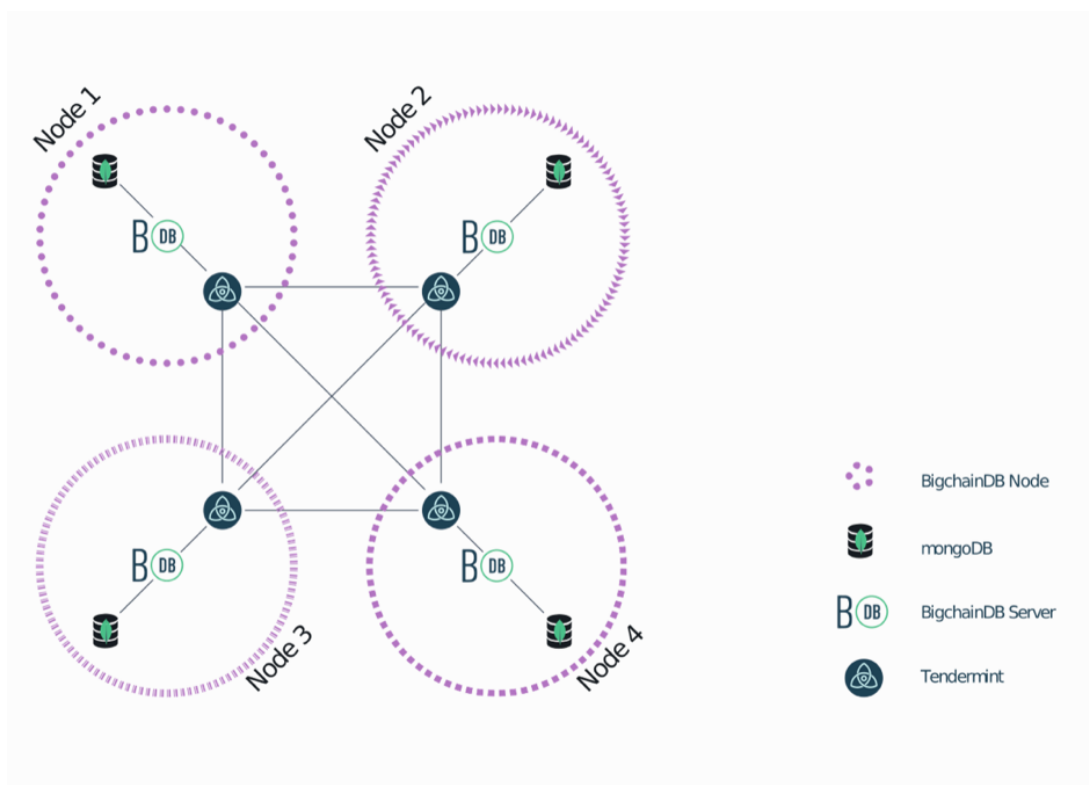 Node 1
Node 2
B DB
B DB
B DB
B DB
Node 3
Node 4
BigchainDB Node
mongoDB
B DB BigchainDB Server
Tendermint